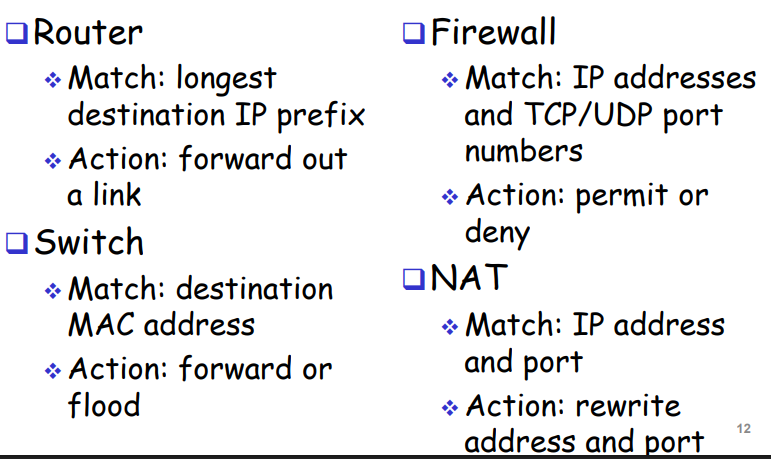 Router
Match: longest
destination IP prefix
Action: forward out
a link
Switch
Match: destination
MAC address
Action: forward or
flood
Firewall
Match: IP addresses
and TCP/UDP port
numbers
Action: permit or
deny
NAT
Match: IP address
and port
Action: rewrite
address and port
12